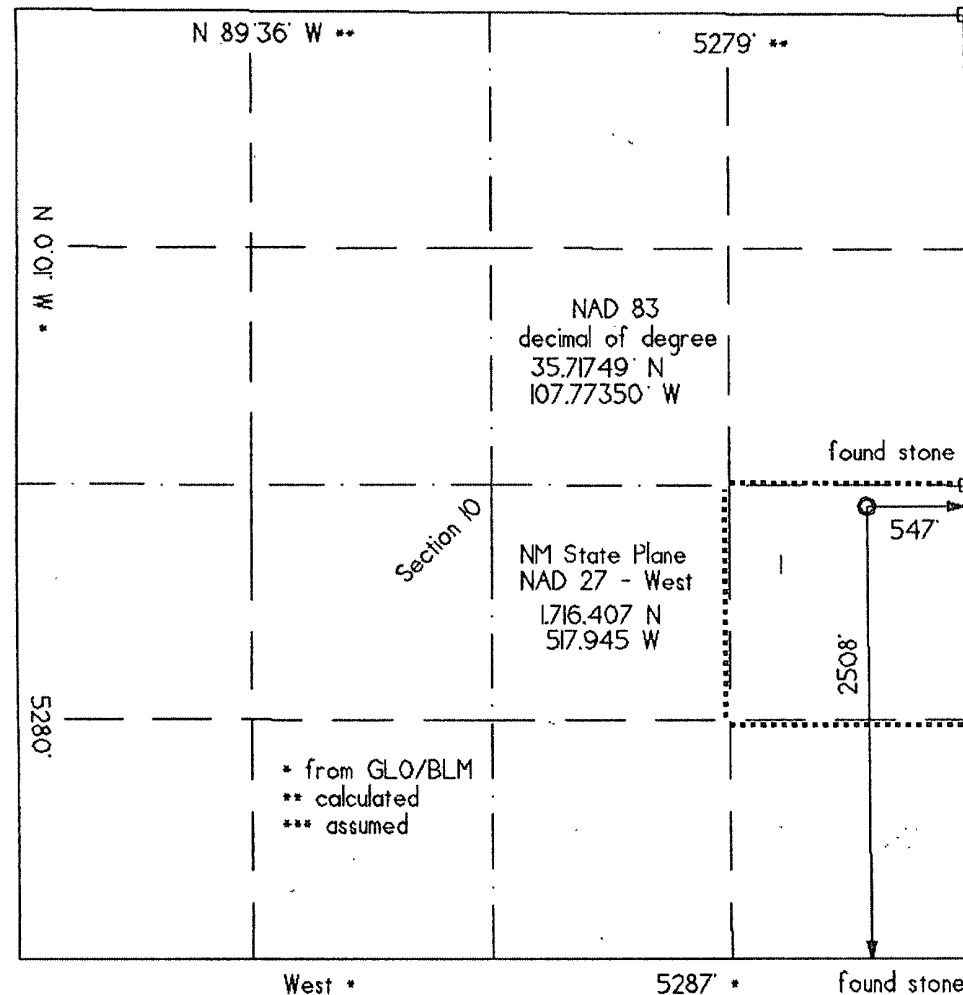 N 89°36' W **
5279' **
N 0°01' W *
NAD 83
decimal of degree
35.71749° N
107.77350° W
found stone
547'
Section 10
NM State Plane
NAD 27 - West
1,716,407 N
517,945 W
2508'
5280'
* from GLO/BLM
** calculated
*** assumed
West *
5287' *
found stone